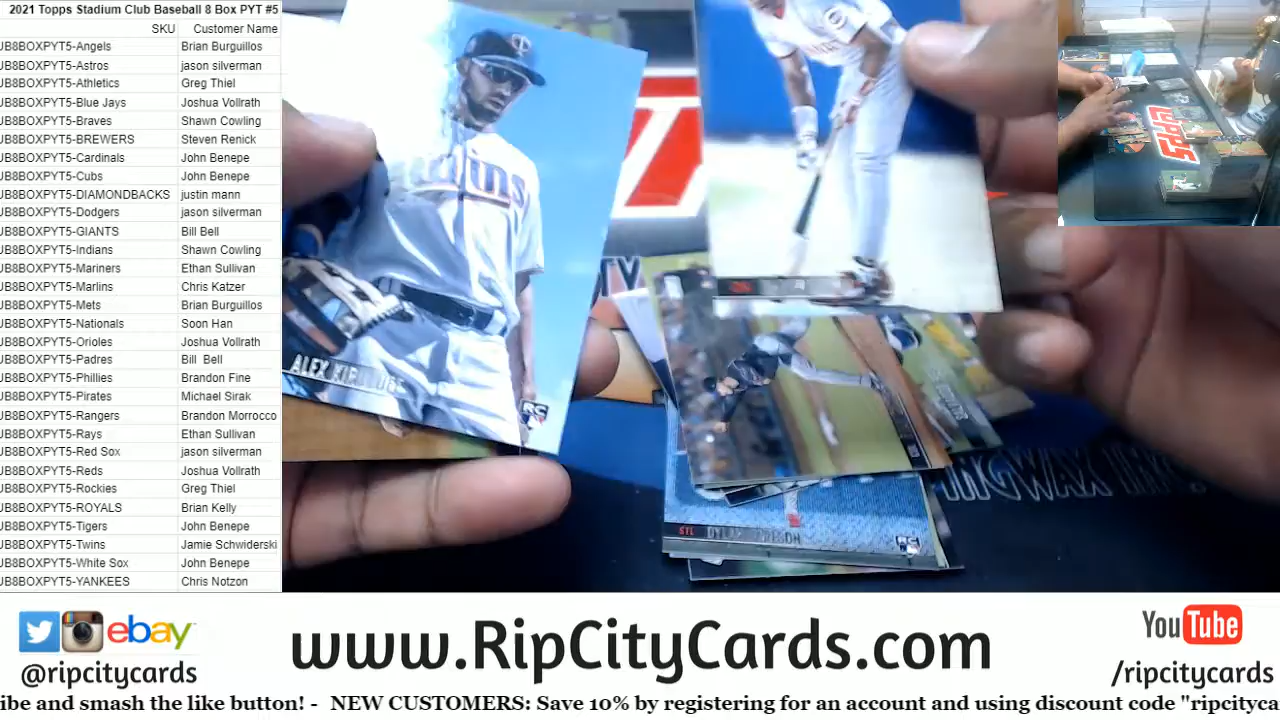 2021 Topps Stadium Club Baseball 8 Box PYT #5
SKU Customer Name
JB8BOXPYT5-Angels Brian Burguillos
JB8BOXPYT5-Astros jason silverman
JB8BOXPYT5-Athletics Greg Thiel
JB8BOXPYT5-Blue Jays Joshua Vollrath
JB8BOXPYT5-Braves Shawn Cowling
JB8BOXPYT5-BREWERS Steven Renick
JB8BOXPYT5-Cardinals John Benepe
JB8BOXPYT5-Cubs John Benepe
JB8BOXPYT5-DIAMONDBACKS justin mann
JB8BOXPYT5-Dodgers jason silverman
JB8BOXPYT5-GIANTS Bill Bell
JB8BOXPYT5-Indians Shawn Cowling
JB8BOXPYT5-Mariners Ethan Sullivan
JB8BOXPYT5-Marlins Chris Katzer
JB8BOXPYT5-Mets Brian Burguillos
JB8BOXPYT5-Nationals Soon Han
JB8BOXPYT5-Orioles Joshua Vollrath
JB8BOXPYT5-Padres Bill Bell
JB8BOXPYT5-Phillies Brandon Fine
JB8BOXPYT5-Pirates Michael Sirak
JB8BOXPYT5-Rangers Brandon Morrocco
JB8BOXPYT5-Rays Ethan Sullivan
JB8BOXPYT5-Red Sox jason silverman
JB8BOXPYT5-Reds Joshua Vollrath
JB8BOXPYT5-Rockies Greg Thiel
JB8BOXPYT5-ROYALS Brian Kelly
JB8BOXPYT5-Tigers John Benepe
JB8BOXPYT5-Twins Jamie Schwiderski
JB8BOXPYT5-White Sox John Benepe
JB8BOXPYT5-YANKEES Chris Notzon
ALEX
RC
STL DYLAN CARLSON
RC
TOPPS
ebay
@ripcitycards
www.RipCityCards.com
YouTube
/ripcitycards
ibe and smash the like button! - NEW CUSTOMERS: Save 10% by registering for an account and using discount code "ripcityca